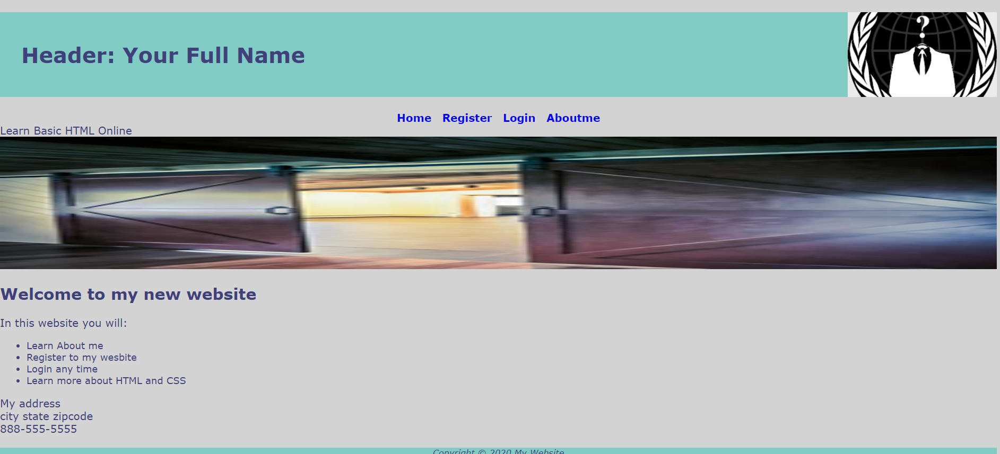 Header: Your Full Name
?
Home Register Login Aboutme
Learn Basic HTML Online
Welcome to my new website
In this website you will:
• Learn About me
• Register to my wesbite
• Login any time
• Learn more about HTML and CSS
My address
city state zipcode
888-555-5555
Copyright © 2020 My Website